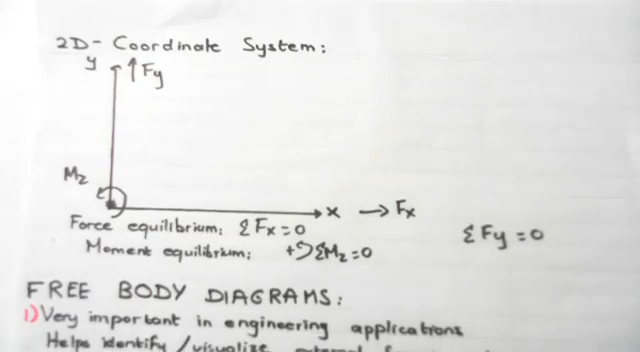 2D- Coordinate System:
y ↑Fy
Mz
x → Fx
Force equilibrium: ΣFx=0 ΣFy=0
Moment equilibrium: +↺ΣMz=0
FREE BODY DIAGRAMS:
1) Very important in engineering applications
Helps identify / visualize